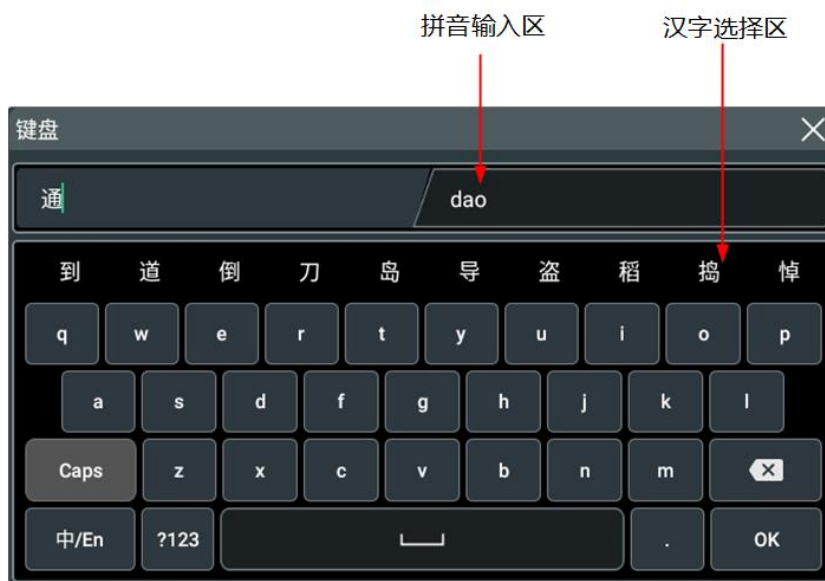 拼音输入区 汉字选择区
键盘
通 dao
到 道 倒 刀 岛 导 盗 稻 捣 悼
q w e r t y u i o p
a s d f g h j k l
Caps z x c v b n m
中/En ?123 . OK